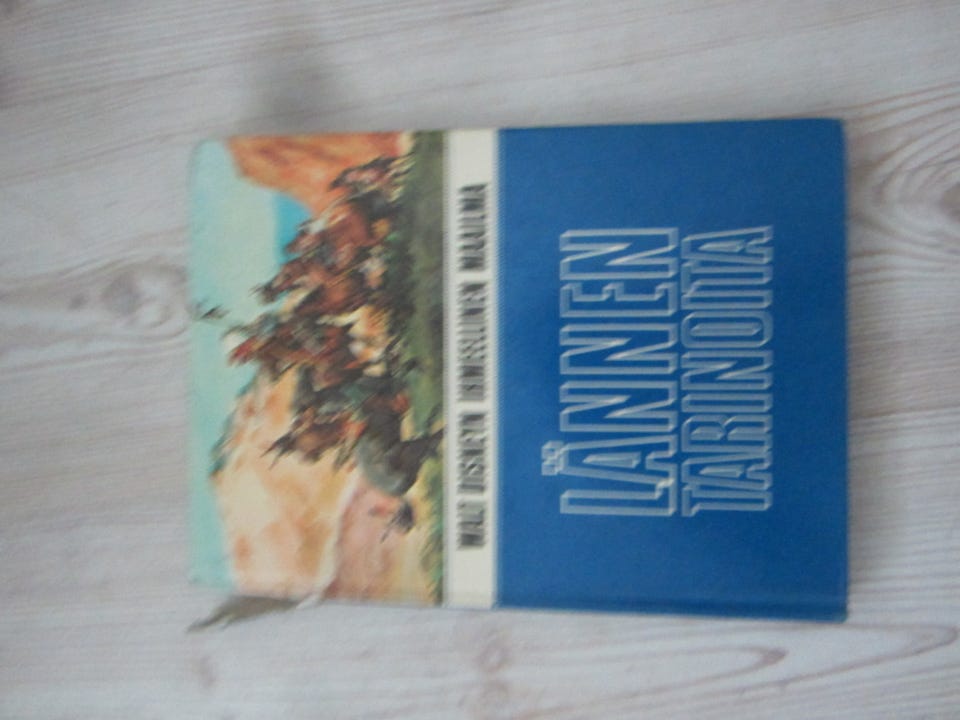 WALT DISNEYN IHMEELLINEN MAAILMA
LÄNNEN
TARINOITA